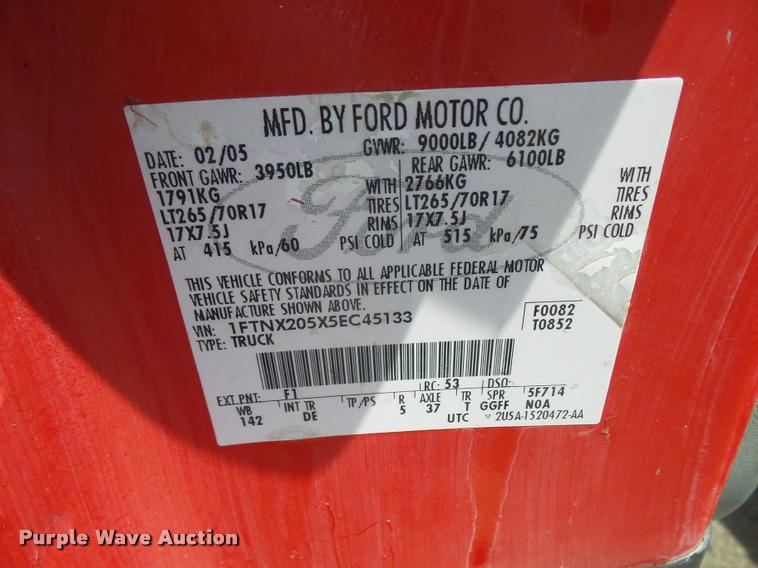 MFD. BY FORD MOTOR CO.
DATE: 02/05 GVWR: 9000LB/ 4082KG
FRONT GAWR: 3950LB REAR GAWR: 6100LB
1791KG WITH 2766KG WITH
LT265/70R17 TIRES LT265/70R17 TIRES
17X7.5J RIMS 17X7.5J RIMS
AT 415 kPa/60 PSI COLD AT 515 kPa/75 PSI COLD
Ford
THIS VEHICLE CONFORMS TO ALL APPLICABLE FEDERAL MOTOR
VEHICLE SAFETY STANDARDS IN EFFECT ON THE DATE OF
MANUFACTURE SHOWN ABOVE.
VIN: 1FTNX205X5EC45133 F0082
TYPE: TRUCK T0852
EXT PNT: F1 RC: 53 DSO:
WB INT TR TP/PS R AXLE TR SPR 5F714
142 DE 5 37 T GGFF N0A
UTC ▽ 2U5A-1520472-AA
Purple Wave Auction
Purple Wave Auction